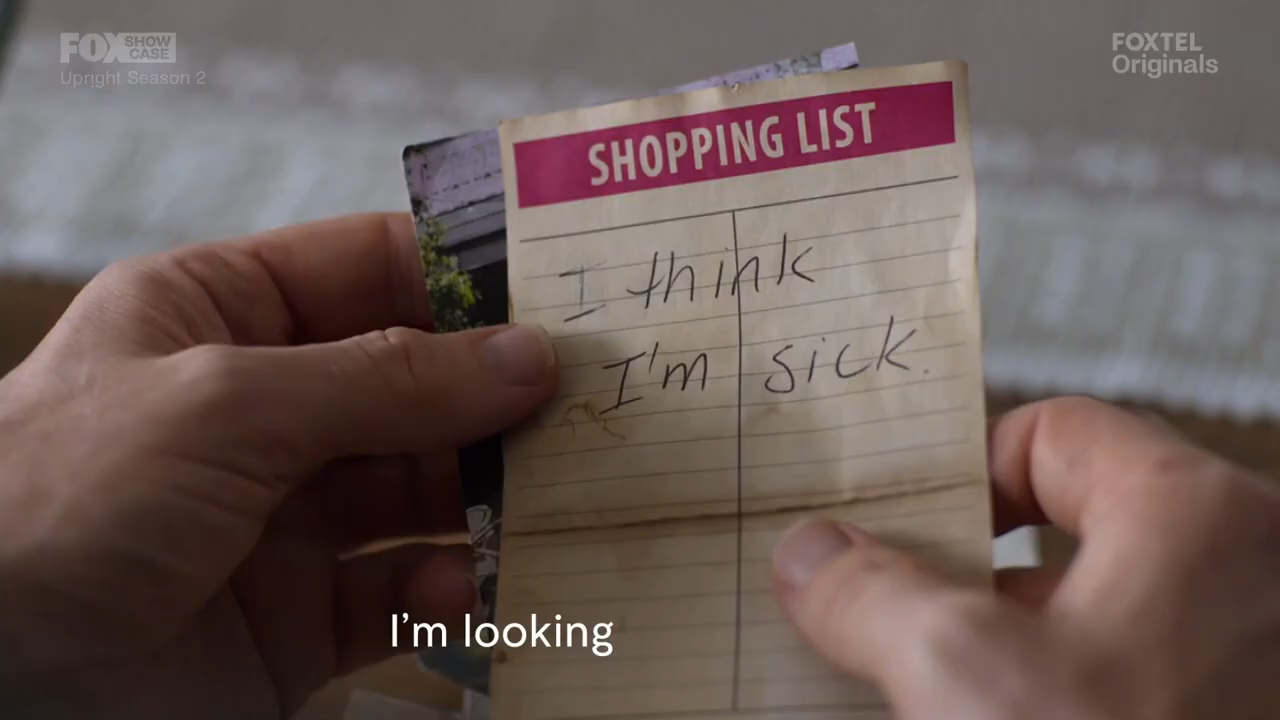 FOX SHOW CASE
Upright Season 2
FOXTEL
Originals
SHOPPING LIST
I think
I'm sick.
I'm looking